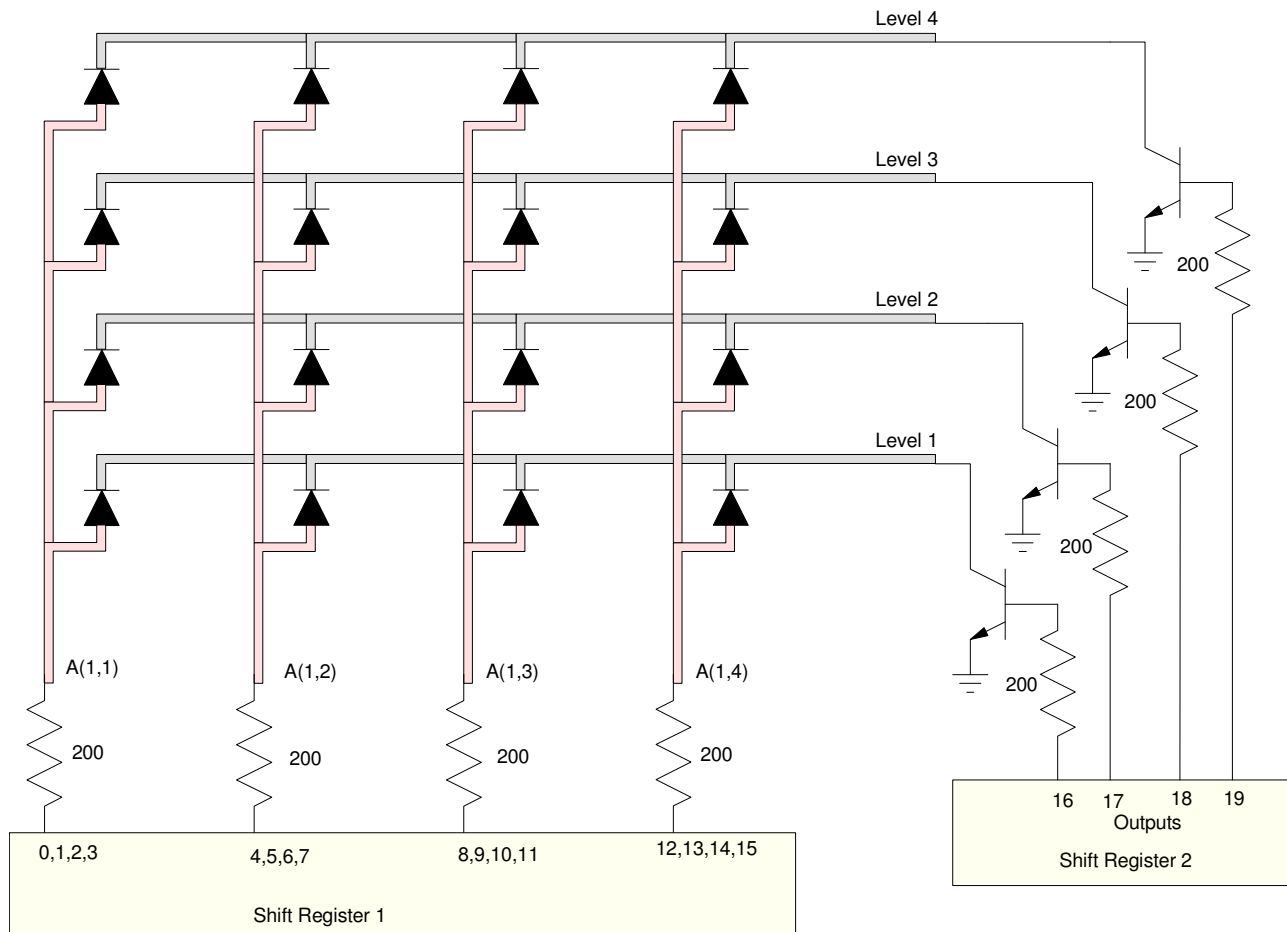 Level 4
Level 3
200
Level 2
200
Level 1
200
A(1,1)
A(1,2)
A(1,3)
A(1,4)
200
200
200
200
200
16
17
18
19
Outputs
0,1,2,3
4,5,6,7
8,9,10,11
12,13,14,15
Shift Register 2
Shift Register 1